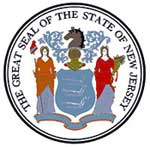 THE GREAT SEAL OF THE STATE OF NEW JERSEY